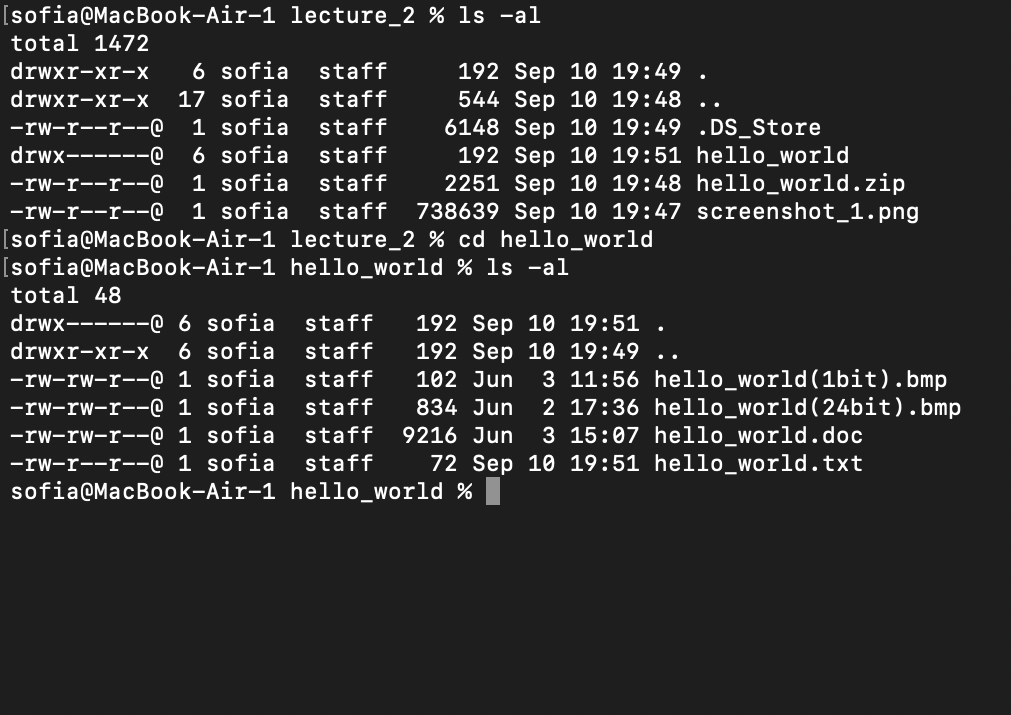 [sofia@MacBook-Air-1 lecture_2 % ls -al
total 1472
drwxr-xr-x   6 sofia  staff     192 Sep 10 19:49 .
drwxr-xr-x  17 sofia  staff     544 Sep 10 19:48 ..
-rw-r--r--@  1 sofia  staff    6148 Sep 10 19:49 .DS_Store
drwx------@  6 sofia  staff     192 Sep 10 19:51 hello_world
-rw-r--r--@  1 sofia  staff    2251 Sep 10 19:48 hello_world.zip
-rw-r--r--@  1 sofia  staff  738639 Sep 10 19:47 screenshot_1.png
[sofia@MacBook-Air-1 lecture_2 % cd hello_world
[sofia@MacBook-Air-1 hello_world % ls -al
total 48
drwx------@ 6 sofia  staff   192 Sep 10 19:51 .
drwxr-xr-x  6 sofia  staff   192 Sep 10 19:49 ..
-rw-rw-r--@ 1 sofia  staff   102 Jun  3 11:56 hello_world(1bit).bmp
-rw-rw-r--@ 1 sofia  staff   834 Jun  2 17:36 hello_world(24bit).bmp
-rw-rw-r--@ 1 sofia  staff  9216 Jun  3 15:07 hello_world.doc
-rw-r--r--@ 1 sofia  staff    72 Sep 10 19:51 hello_world.txt
sofia@MacBook-Air-1 hello_world %